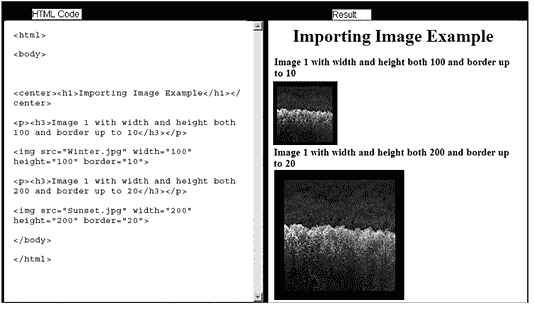 HTML Code
Result
<html>
<body>
<center><h1>Importing Image Example</h1></
center>
<p><h3>Image 1 with width and height both
100 and border up to 10</h3></p>
<img src="Winter.jpg" width="100"
height="100" border="10">
<p><h3>Image 1 with width and height both
200 and border up to 20</h3></p>
<img src="Sunset.jpg" width="200"
height="200" border="20">
</body>
</html>
Importing Image Example
Image 1 with width and height both 100 and border up
to 10
Image 1 with width and height both 200 and border up
to 20